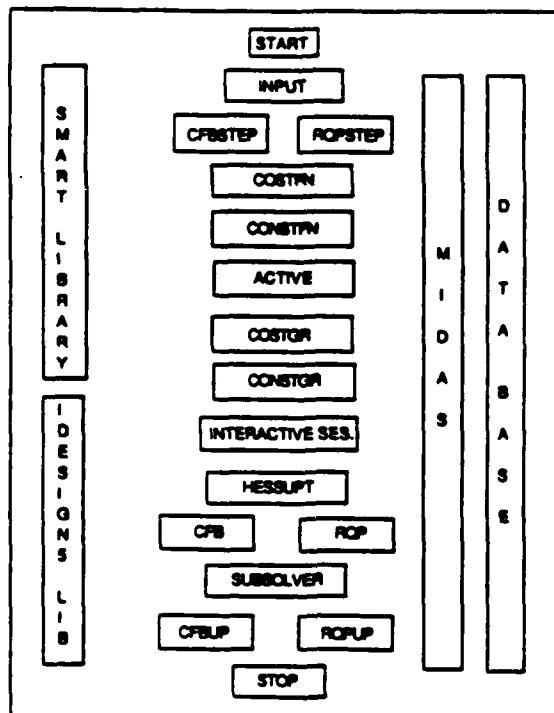 START
INPUT
CFBSTEP
RQPSTEP
COSTFN
CONSTFN
ACTIVE
COSTGR
CONSTGR
INTERACTIVE SES.
HESSUPT
CFB
RQP
SUBSOLVER
CFBUP
RQPUP
STOP
SMART LIBRARY
IDESIGNS LIB
MIDAS
DATA BASE